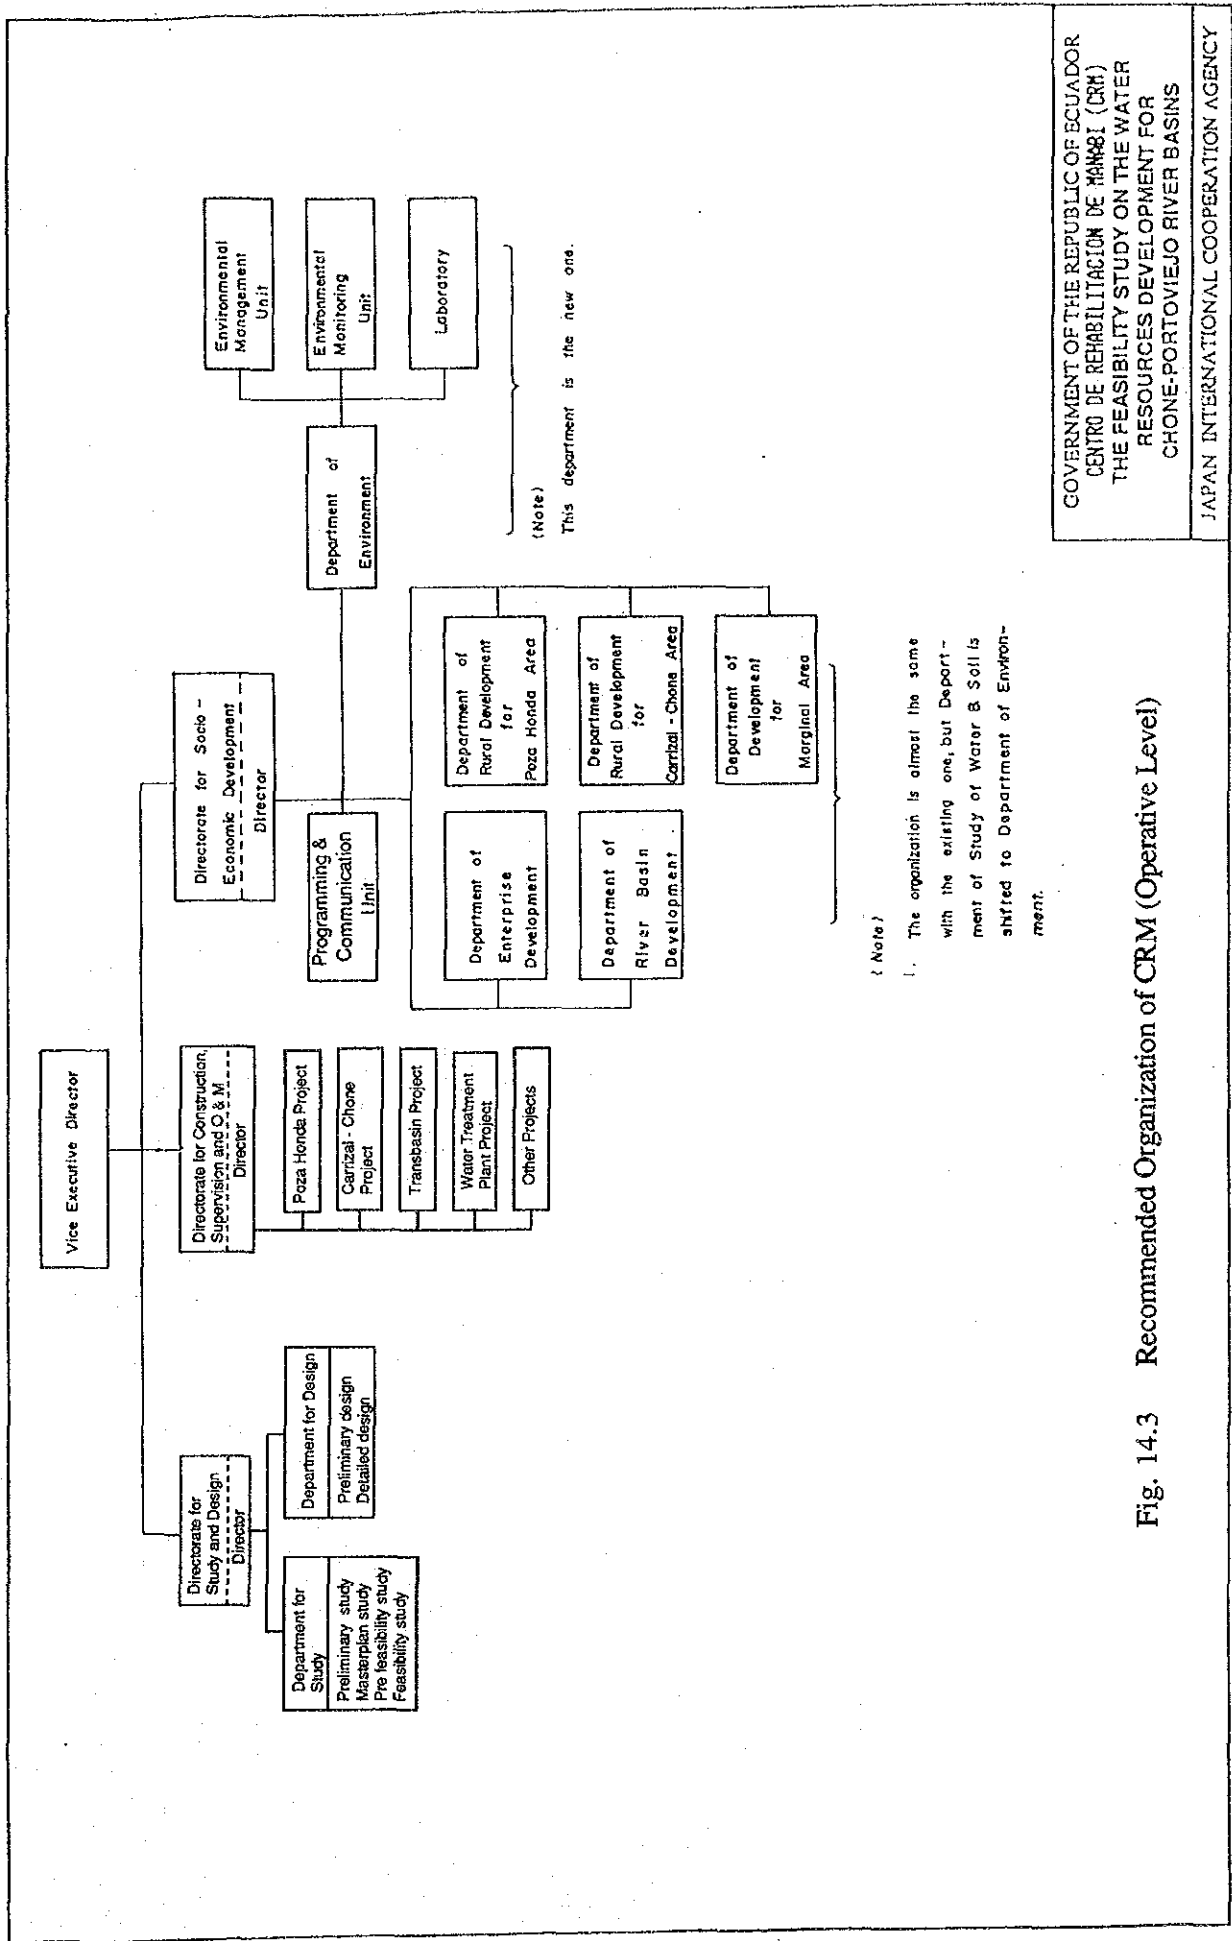 Vice Executive Director
Directorate for
Study and Design
Director
Department for
Study
Preliminary study
Masterplan study
Pre feasibility study
Feasibility study
Department for Design
Preliminary design
Detailed design
Directorate for Construction,
Supervision and O & M
Director
Poza Honda Project
Carrizal - Chone
Project
Transbasin Project
Water Treatment
Plant Project
Other Projects
Directorate for Socio -
Economic Development
Director
Programming &
Communication
Unit
Department of
Environment
Environmental
Management
Unit
Environmental
Monitoring
Unit
Laboratory
(Note)
This department is the new one.
Department of
Enterprise
Development
Department of
River Basin
Development
Department of
Rural Development
for
Poza Honda Area
Department of
Rural Development
for
Carrizal - Chone Area
Department of
Development
for
Marginal Area
(Note)
1. The organization is almost the same
with the existing one, but Depart-
ment of Study of Water & Soil is
shifted to Department of Environ-
ment.
Fig. 14.3 Recommended Organization of CRM (Operative Level)
GOVERNMENT OF THE REPUBLIC OF ECUADOR
CENTRO DE REHABILITACION DE MANABI (CRM)
THE FEASIBILITY STUDY ON THE WATER
RESOURCES DEVELOPMENT FOR
CHONE-PORTOVIEJO RIVER BASINS
JAPAN INTERNATIONAL COOPERATION AGENCY